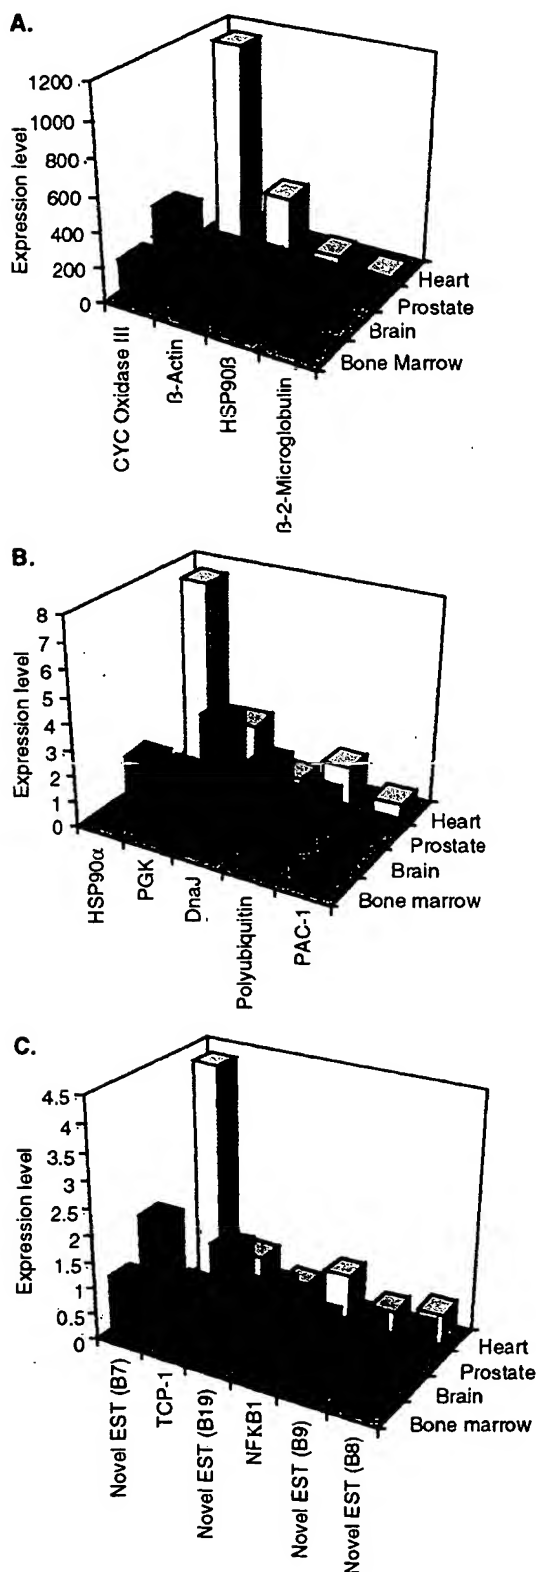 A.
Expression level
1200
1000
800
600
400
200
0
CYC Oxidase III
ß-Actin
HSP90ß
ß-2-Microglobulin
Heart
Prostate
Brain
Bone Marrow
B.
Expression level
8
7
6
5
4
3
2
1
0
HSP90α
PGK
DnaJ
Polyubiquitin
PAC-1
Heart
Prostate
Brain
Bone marrow
C.
Expression level
4.5
4
3.5
3
2.5
2
1.5
1
0.5
0
Novel EST (B7)
TCP-1
Novel EST (B19)
NFKB1
Novel EST (B9)
Novel EST (B8)
Heart
Prostate
Brain
Bone marrow